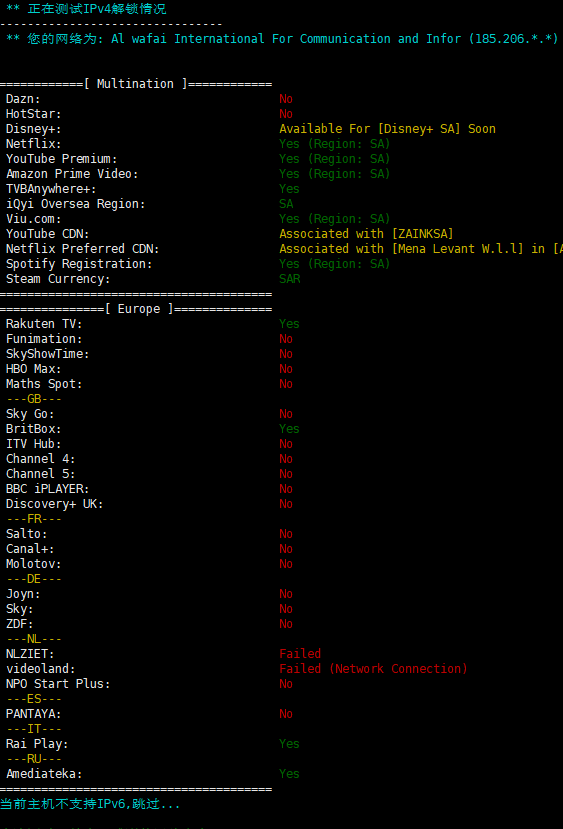 ** 正在测试IPv4解锁情况
--------------------------------
** 您的网络为: Al wafai International For Communication and Infor (185.206.*.*)
============[ Multination ]============
Dazn: No
HotStar: No
Disney+: Available For [Disney+ SA] Soon
Netflix: Yes (Region: SA)
YouTube Premium: Yes (Region: SA)
Amazon Prime Video: Yes (Region: SA)
TVBAnywhere+: Yes
iQyi Oversea Region: SA
Viu.com: Yes (Region: SA)
YouTube CDN: Associated with [ZAINKSA]
Netflix Preferred CDN: Associated with [Mena Levant W.l.l] in [
Spotify Registration: Yes (Region: SA)
Steam Currency: SAR
=======================================
===============[ Europe ]==============
Rakuten TV: Yes
Funimation: No
SkyShowTime: No
HBO Max: No
Maths Spot: No
---GB---
Sky Go: No
BritBox: Yes
ITV Hub: No
Channel 4: No
Channel 5: No
BBC iPLAYER: No
Discovery+ UK: No
---FR---
Salto: No
Canal+: No
Molotov: No
---DE---
Joyn: No
Sky: No
ZDF: No
---NL---
NLZIET: Failed
videoland: Failed (Network Connection)
NPO Start Plus: No
---ES---
PANTAYA: No
---IT---
Rai Play: Yes
---RU---
Amediateka: Yes
=======================================
当前主机不支持IPv6,跳过...